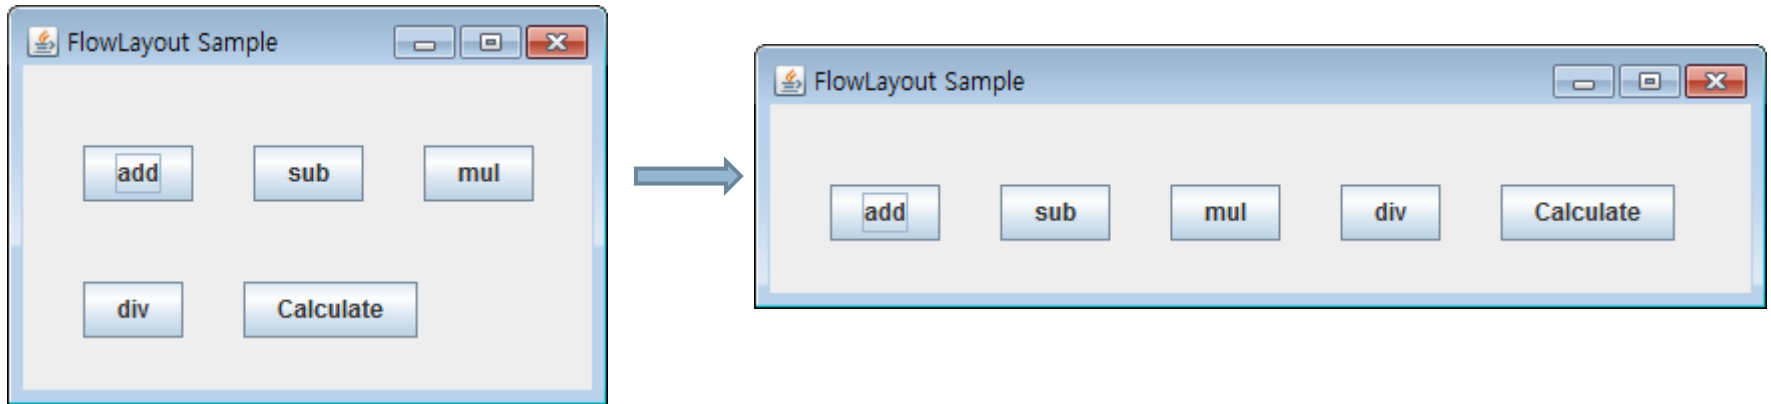 FlowLayout Sample
add sub mul
div Calculate
FlowLayout Sample
add sub mul div Calculate